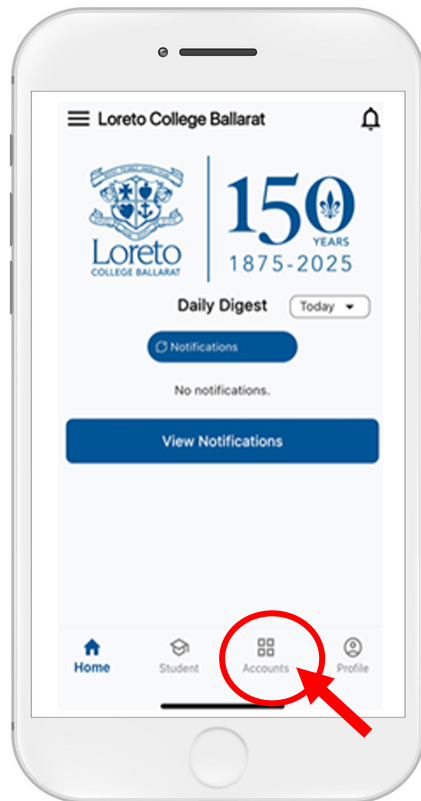 Loreto College Ballarat
150
YEARS
Loreto
1875-2025
COLLEGE BALLARAT
Daily Digest
Today
Notifications
No notifications.
View Notifications
Home
Student
Accounts
Profile